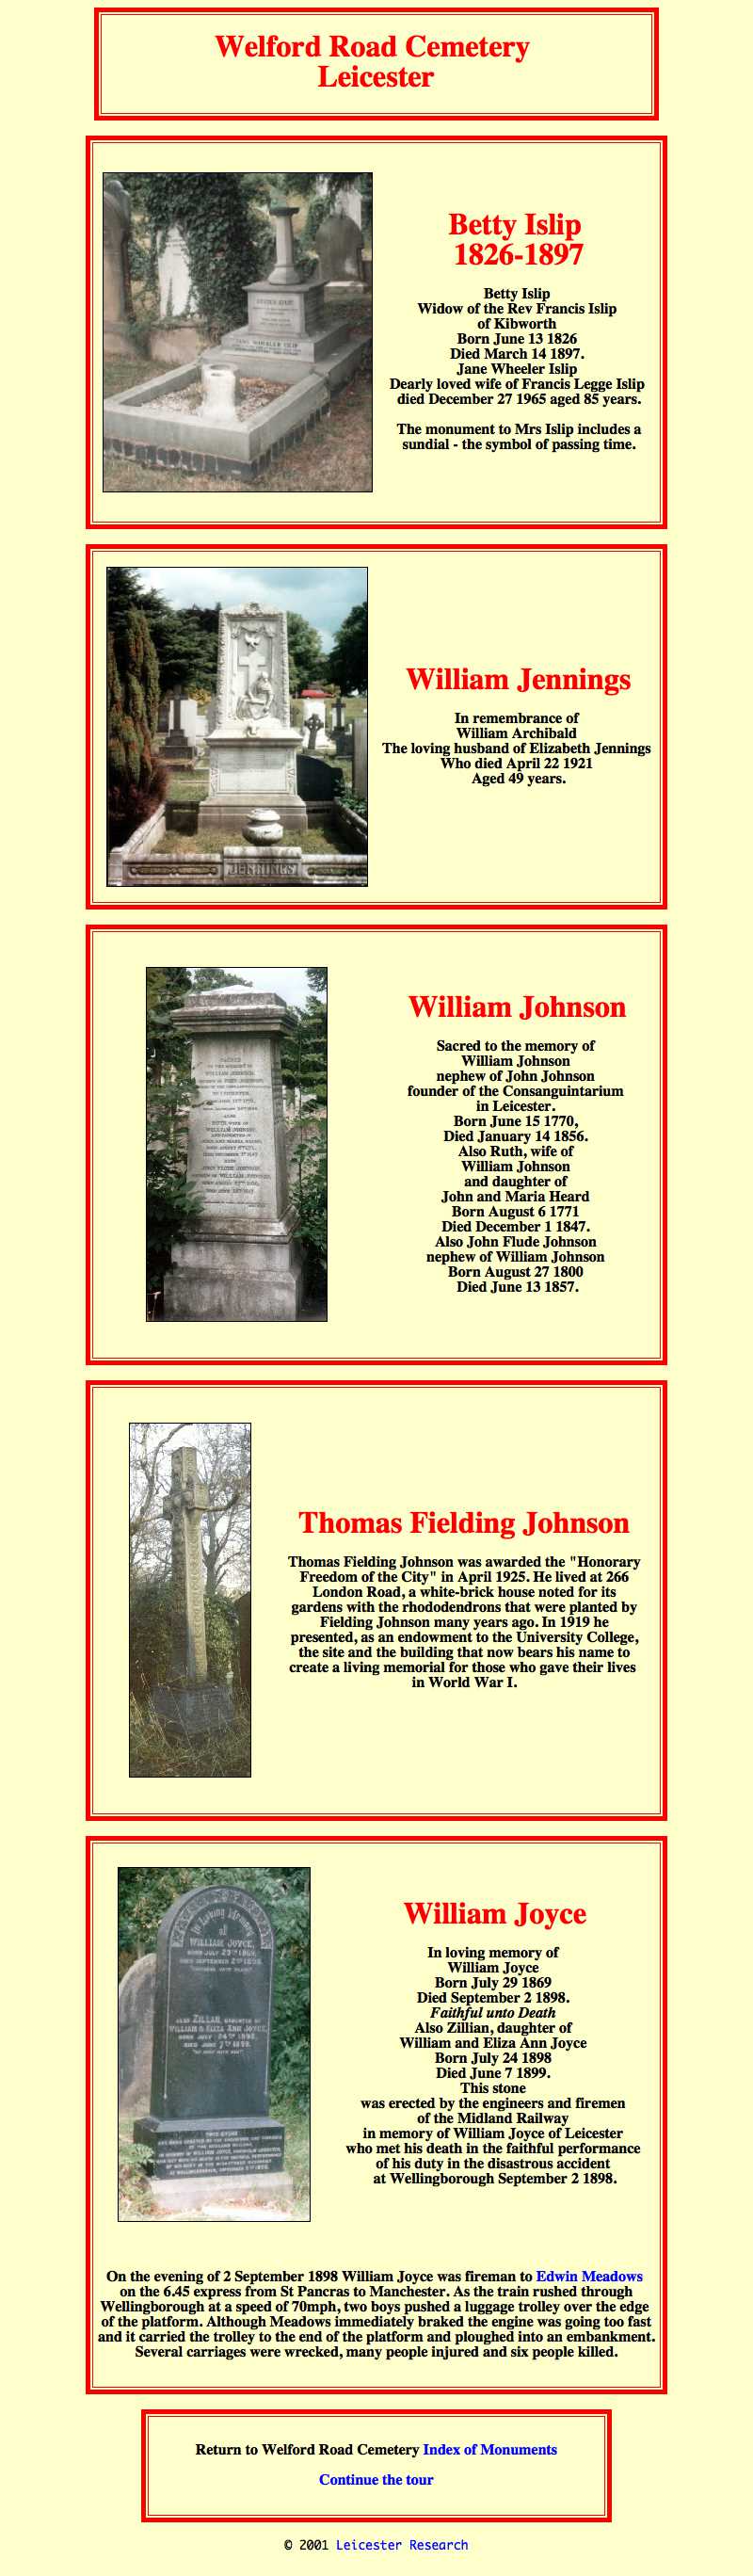 Welford Road Cemetery
Leicester
Betty Islip
1826-1897
Betty Islip
Widow of the Rev Francis Islip
of Kibworth
Born June 13 1826
Died March 14 1897.
Jane Wheeler Islip
Dearly loved wife of Francis Legge Islip
died December 27 1965 aged 85 years.
The monument to Mrs Islip includes a
sundial - the symbol of passing time.
JENNINGS
William Jennings
In remembrance of
William Archibald
The loving husband of Elizabeth Jennings
Who died April 22 1921
Aged 49 years.
William Johnson
Sacred to the memory of
William Johnson
nephew of John Johnson
founder of the Consanguintarium
in Leicester.
Born June 15 1770,
Died January 14 1856.
Also Ruth, wife of
William Johnson
and daughter of
John and Maria Heard
Born August 6 1771
Died December 1 1847.
Also John Flude Johnson
nephew of William Johnson
Born August 27 1800
Died June 13 1857.
Thomas Fielding Johnson
Thomas Fielding Johnson was awarded the "Honorary
Freedom of the City" in April 1925. He lived at 266
London Road, a white-brick house noted for its
gardens with the rhododendrons that were planted by
Fielding Johnson many years ago. In 1919 he
presented, as an endowment to the University College,
the site and the building that now bears his name to
create a living memorial for those who gave their lives
in World War I.
In Loving Memory
of
WILLIAM JOYCE,
ALSO ZILLAH, DAUGHTER OF
WILLIAM & ELIZA ANN JOYCE,
William Joyce
In loving memory of
William Joyce
Born July 29 1869
Died September 2 1898.
Faithful unto Death
Also Zillian, daughter of
William and Eliza Ann Joyce
Born July 24 1898
Died June 7 1899.
This stone
was erected by the engineers and firemen
of the Midland Railway
in memory of William Joyce of Leicester
who met his death in the faithful performance
of his duty in the disastrous accident
at Wellingborough September 2 1898.
On the evening of 2 September 1898 William Joyce was fireman to Edwin Meadows
on the 6.45 express from St Pancras to Manchester. As the train rushed through
Wellingborough at a speed of 70mph, two boys pushed a luggage trolley over the edge
of the platform. Although Meadows immediately braked the engine was going too fast
and it carried the trolley to the end of the platform and ploughed into an embankment.
Several carriages were wrecked, many people injured and six people killed.
Return to Welford Road Cemetery Index of Monuments
Continue the tour
© 2001 Leicester Research